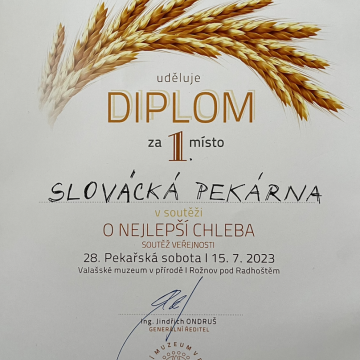 uděluje
DIPLOM
za 1. místo
SLOVÁCKÁ PEKÁRNA
v soutěži
O NEJLEPŠÍ CHLEBA
SOUTĚŽ VEŘEJNOSTI
28. Pekařská sobota | 15. 7. 2023
Valašské muzeum v přírodě | Rožnov pod Radhoštěm
Ing. Jindřich ONDRUŠ
GENERÁLNÍ ŘEDITEL
MUZEUM V